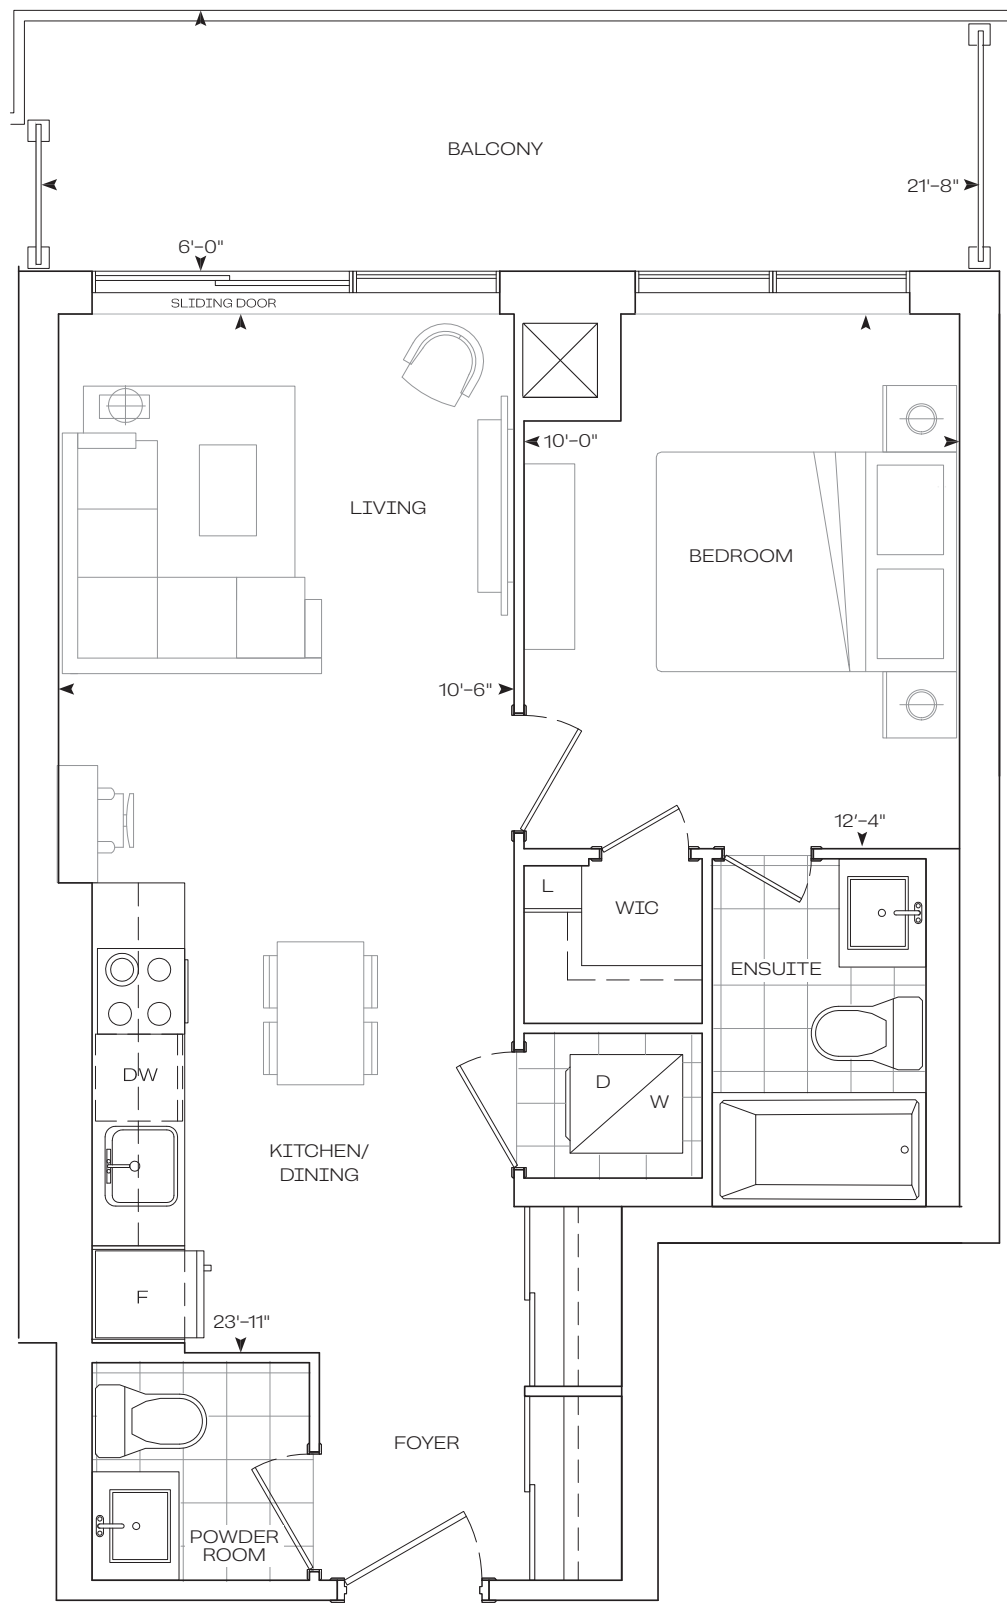 BALCONY
21'-8"
6'-0"
SLIDING DOOR
10'-0"
LIVING
BEDROOM
10'-6"
12'-4"
L
WIC
ENSUITE
DW
D
W
KITCHEN/
DINING
F
23'-11"
FOYER
POWDER
ROOM